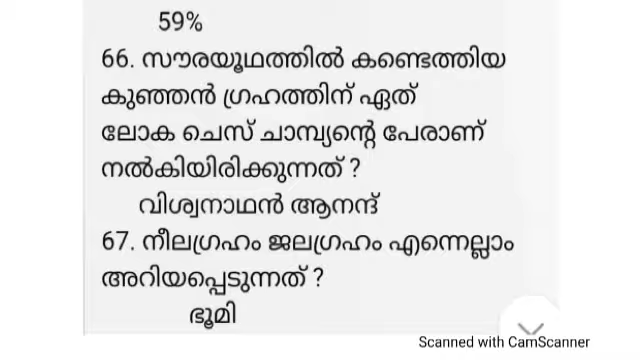 59%
66. സൗരയൂഥത്തിൽ കണ്ടെത്തിയ
കുഞ്ഞൻ ഗ്രഹത്തിന് ഏത്
ലോക ചെസ് ചാമ്പ്യന്റെ പേരാണ്
നൽകിയിരിക്കുന്നത് ?
വിശ്വനാഥൻ ആനന്ദ്
67. നീലഗ്രഹം ജലഗ്രഹം എന്നെല്ലാം
അറിയപ്പെടുന്നത് ?
ഭൂമി
Scanned with CamScanner